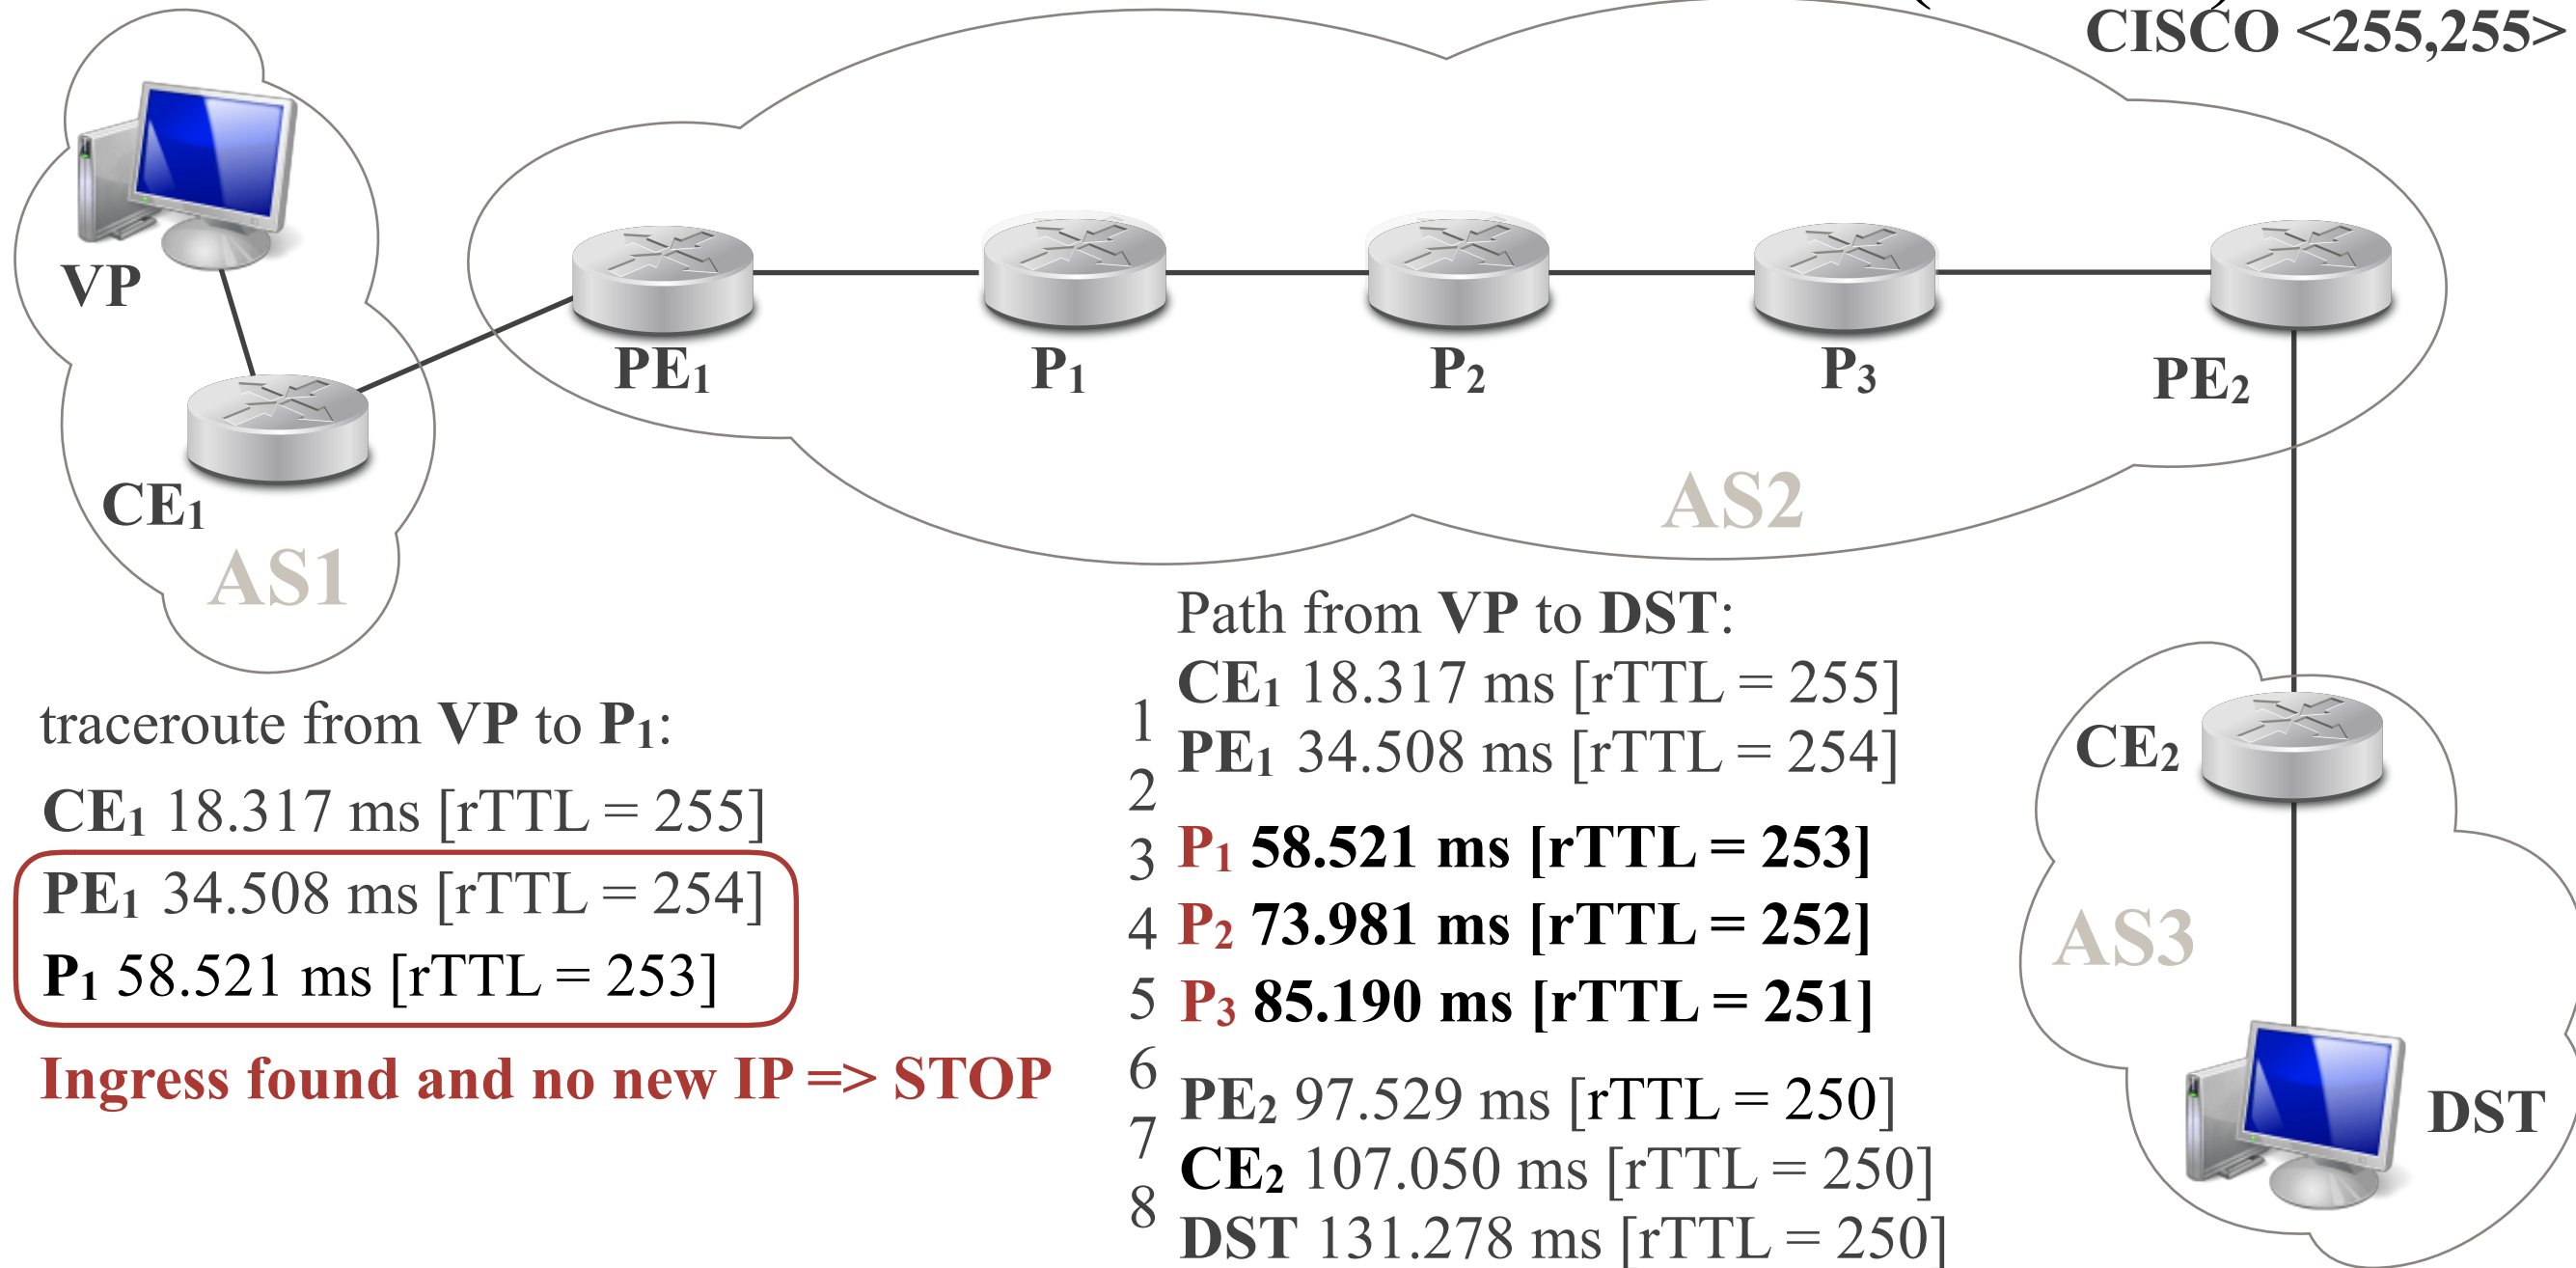 CISCO <255,255>
VP
CE1
AS1
PE1
P1
P2
P3
PE2
AS2
CE2
AS3
DST
traceroute from VP to P1:
CE1 18.317 ms [rTTL = 255]
PE1 34.508 ms [rTTL = 254]
P1 58.521 ms [rTTL = 253]
Ingress found and no new IP => STOP
Path from VP to DST:
1 CE1 18.317 ms [rTTL = 255]
2 PE1 34.508 ms [rTTL = 254]
3 P1 58.521 ms [rTTL = 253]
4 P2 73.981 ms [rTTL = 252]
5 P3 85.190 ms [rTTL = 251]
6 PE2 97.529 ms [rTTL = 250]
7 CE2 107.050 ms [rTTL = 250]
8 DST 131.278 ms [rTTL = 250]